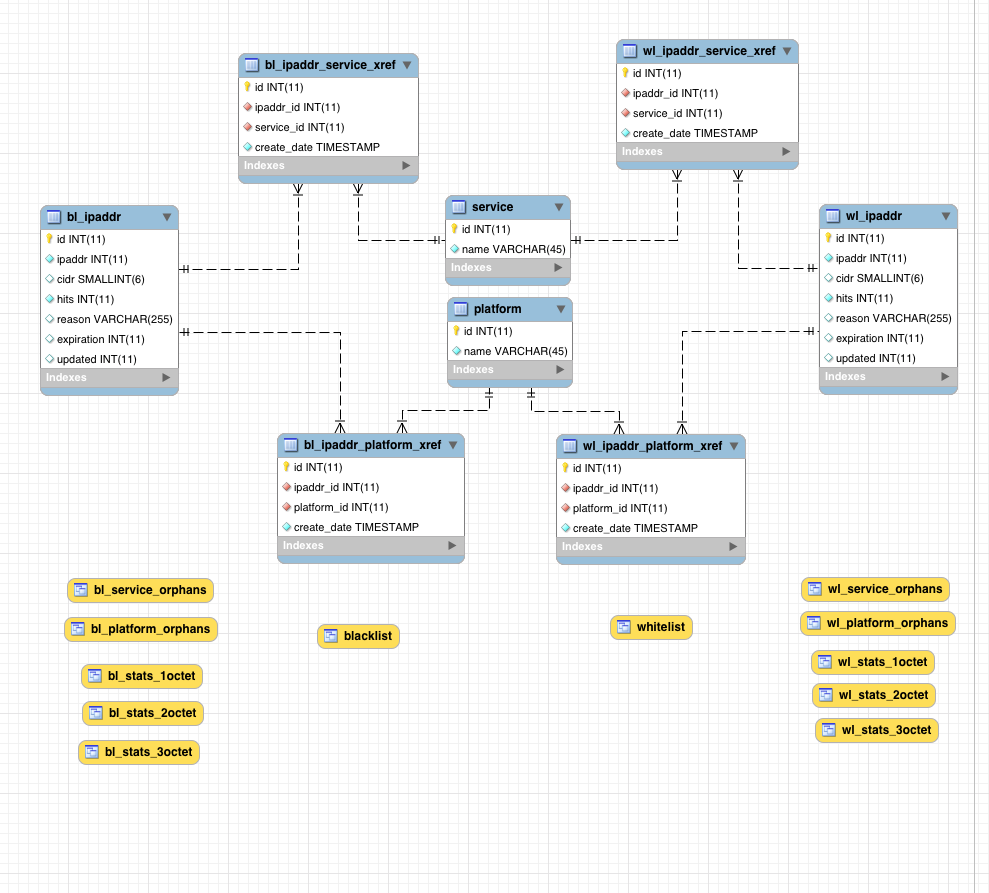 bl_ipaddr_service_xref
id INT(11)
ipaddr_id INT(11)
service_id INT(11)
create_date TIMESTAMP
Indexes
wl_ipaddr_service_xref
id INT(11)
ipaddr_id INT(11)
service_id INT(11)
create_date TIMESTAMP
Indexes
bl_ipaddr
id INT(11)
ipaddr INT(11)
cidr SMALLINT(6)
hits INT(11)
reason VARCHAR(255)
expiration INT(11)
updated INT(11)
Indexes
service
id INT(11)
name VARCHAR(45)
Indexes
wl_ipaddr
id INT(11)
ipaddr INT(11)
cidr SMALLINT(6)
hits INT(11)
reason VARCHAR(255)
expiration INT(11)
updated INT(11)
Indexes
platform
id INT(11)
name VARCHAR(45)
Indexes
bl_ipaddr_platform_xref
id INT(11)
ipaddr_id INT(11)
platform_id INT(11)
create_date TIMESTAMP
Indexes
wl_ipaddr_platform_xref
id INT(11)
ipaddr_id INT(11)
platform_id INT(11)
create_date TIMESTAMP
Indexes
bl_service_orphans
bl_platform_orphans
bl_stats_1octet
bl_stats_2octet
bl_stats_3octet
blacklist
whitelist
wl_service_orphans
wl_platform_orphans
wl_stats_1octet
wl_stats_2octet
wl_stats_3octet